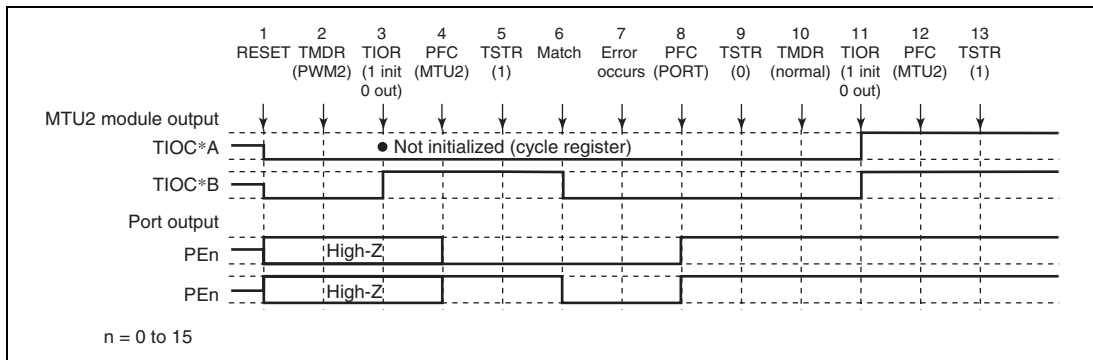 1 2 3 4 5 6 7 8 9 10 11 12 13
RESET TMDR TIOR PFC TSTR Match Error PFC TSTR TMDR TIOR PFC TSTR
(PWM2) (1 init (MTU2) (1) occurs (PORT) (0) (normal) (1 init (MTU2) (1)
0 out) 0 out)
MTU2 module output
TIOC*A ● Not initialized (cycle register)
TIOC*B
Port output
PEn High-Z
PEn High-Z
n = 0 to 15